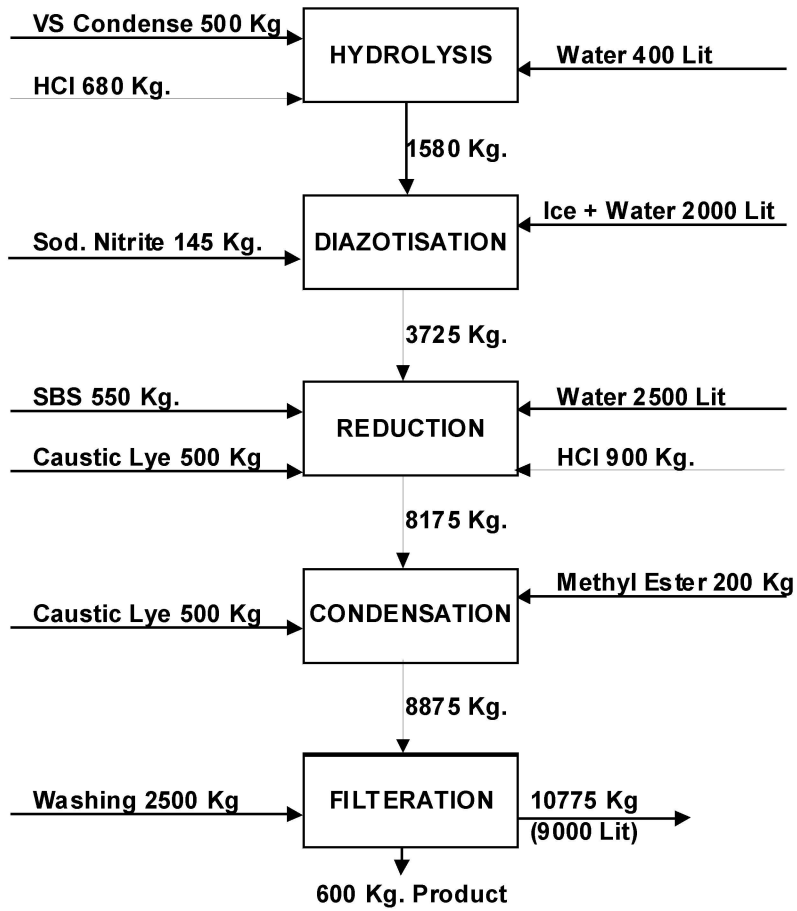 VS Condense 500 Kg
HYDROLYSIS
Water 400 Lit
HCl 680 Kg.
1580 Kg.
Ice + Water 2000 Lit
Sod. Nitrite 145 Kg.
DIAZOTISATION
3725 Kg.
SBS 550 Kg.
Water 2500 Lit
REDUCTION
Caustic Lye 500 Kg
HCl 900 Kg.
8175 Kg.
Methyl Ester 200 Kg
Caustic Lye 500 Kg
CONDENSATION
8875 Kg.
Washing 2500 Kg
FILTERATION
10775 Kg
(9000 Lit)
600 Kg. Product